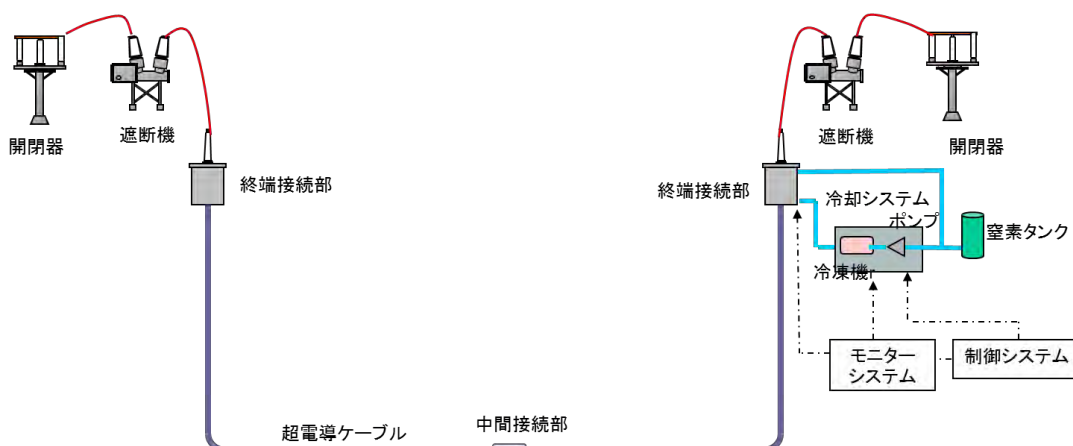 開閉器
遮断機
終端接続部
遮断機
開閉器
終端接続部
冷却システム
ポンプ
窒素タンク
冷凍機r
モニター
システム
制御システム
超電導ケーブル
中間接続部